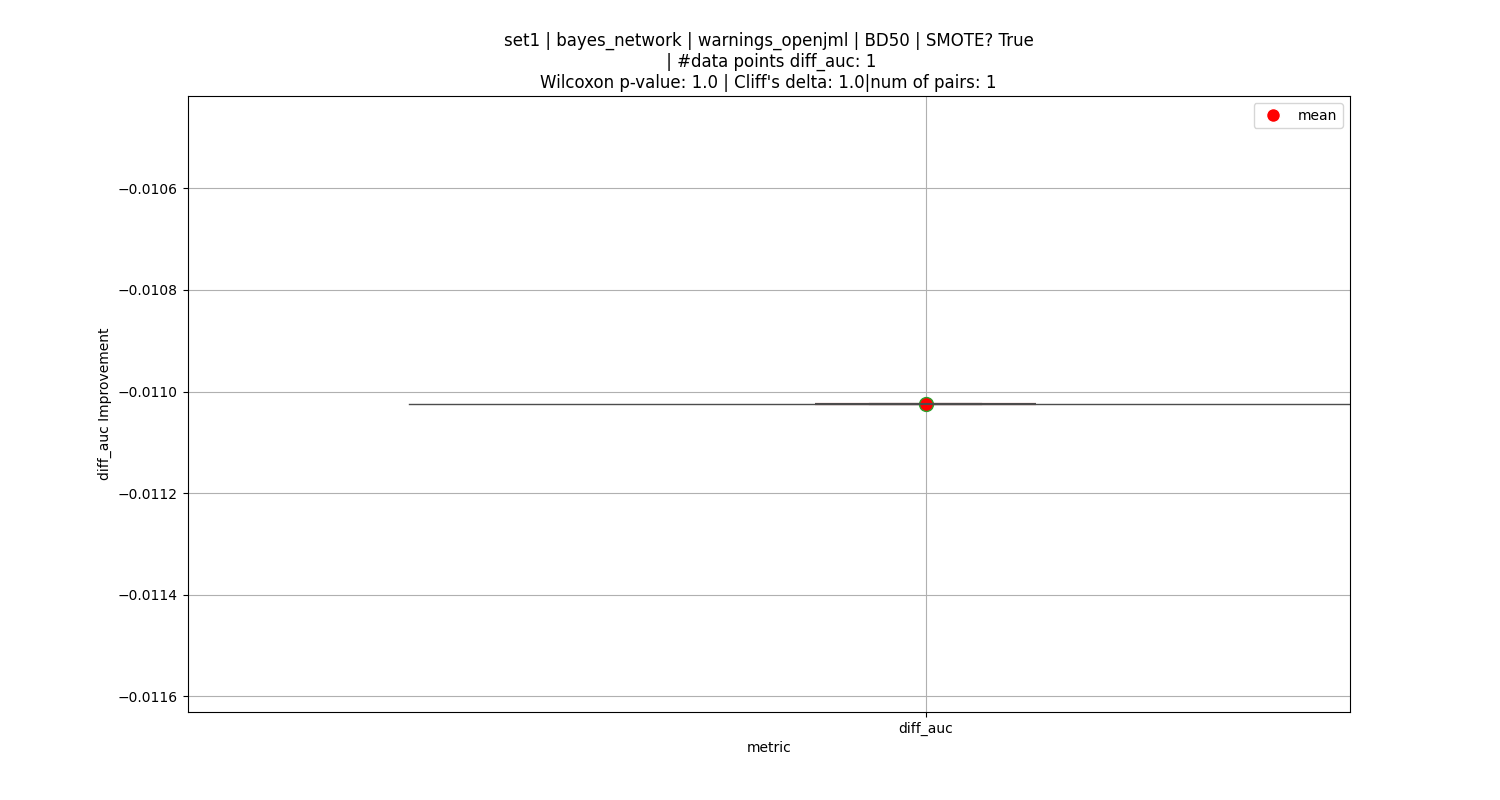 set1 | bayes_network | warnings_openjml | BD50 | SMOTE? True
| #data points diff_auc: 1
Wilcoxon p-value: 1.0 | Cliff's delta: 1.0|num of pairs: 1
mean
−0.0106
−0.0108
−0.0110
−0.0112
−0.0114
−0.0116
diff_auc Improvement
diff_auc
metric